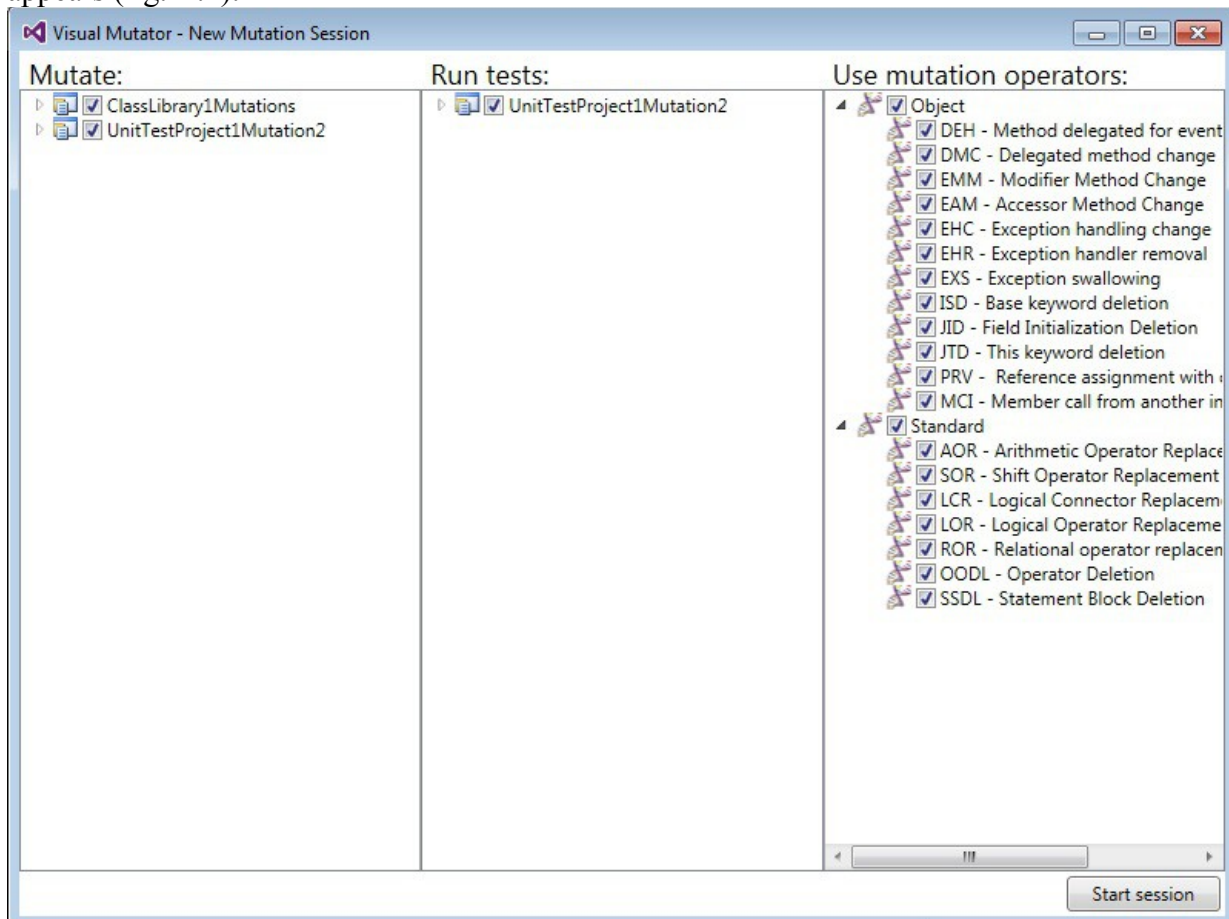 Visual Mutator - New Mutation Session
Mutate:
ClassLibrary1Mutations
UnitTestProject1Mutation2
Run tests:
UnitTestProject1Mutation2
Use mutation operators:
Object
DEH - Method delegated for event
DMC - Delegated method change
EMM - Modifier Method Change
EAM - Accessor Method Change
EHC - Exception handling change
EHR - Exception handler removal
EXS - Exception swallowing
ISD - Base keyword deletion
JID - Field Initialization Deletion
JTD - This keyword deletion
PRV - Reference assignment with
MCI - Member call from another in
Standard
AOR - Arithmetic Operator Replace
SOR - Shift Operator Replacement
LCR - Logical Connector Replacem
LOR - Logical Operator Replaceme
ROR - Relational operator replacem
OODL - Operator Deletion
SSDL - Statement Block Deletion
Start session